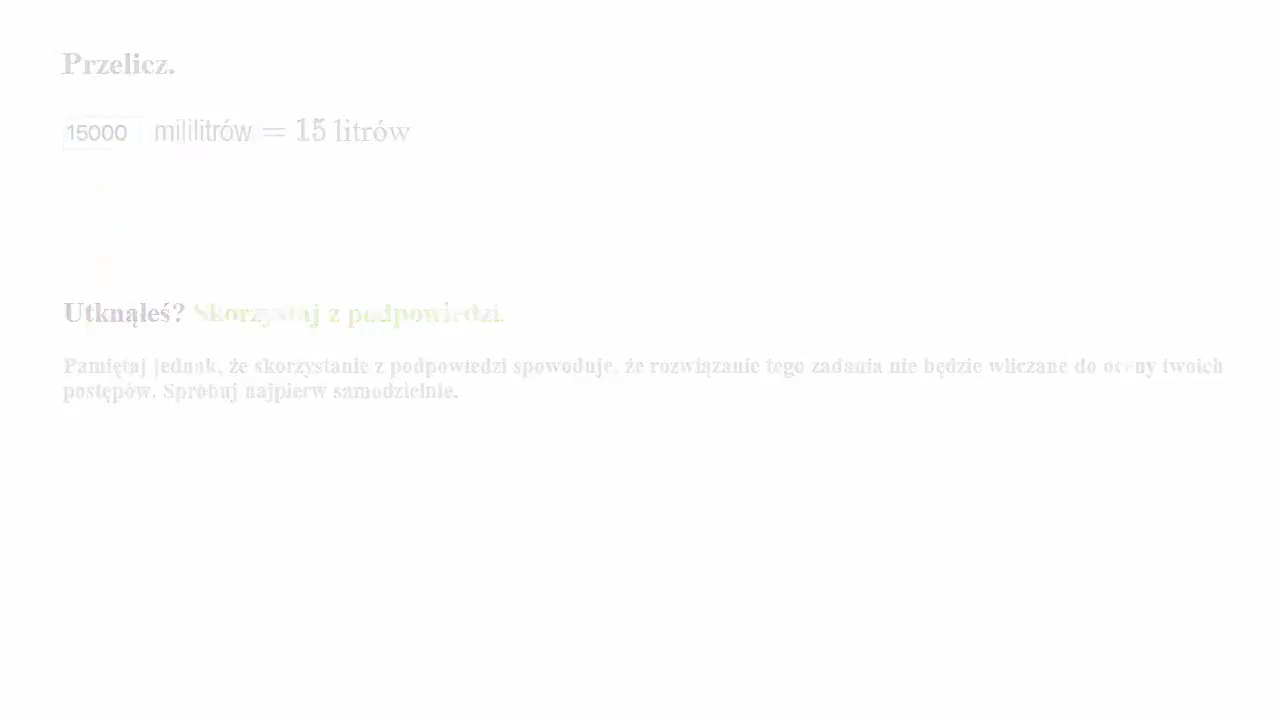 Przelicz.
15000 mililitrów = 15 litrów
Utknąłeś? Skorzystaj z podpowiedzi.
Pamiętaj jednak, że skorzystanie z podpowiedzi spowoduje, że rozwiązanie tego zadania nie będzie wliczane do oceny twoich
postępów. Spróbuj najpierw samodzielnie.